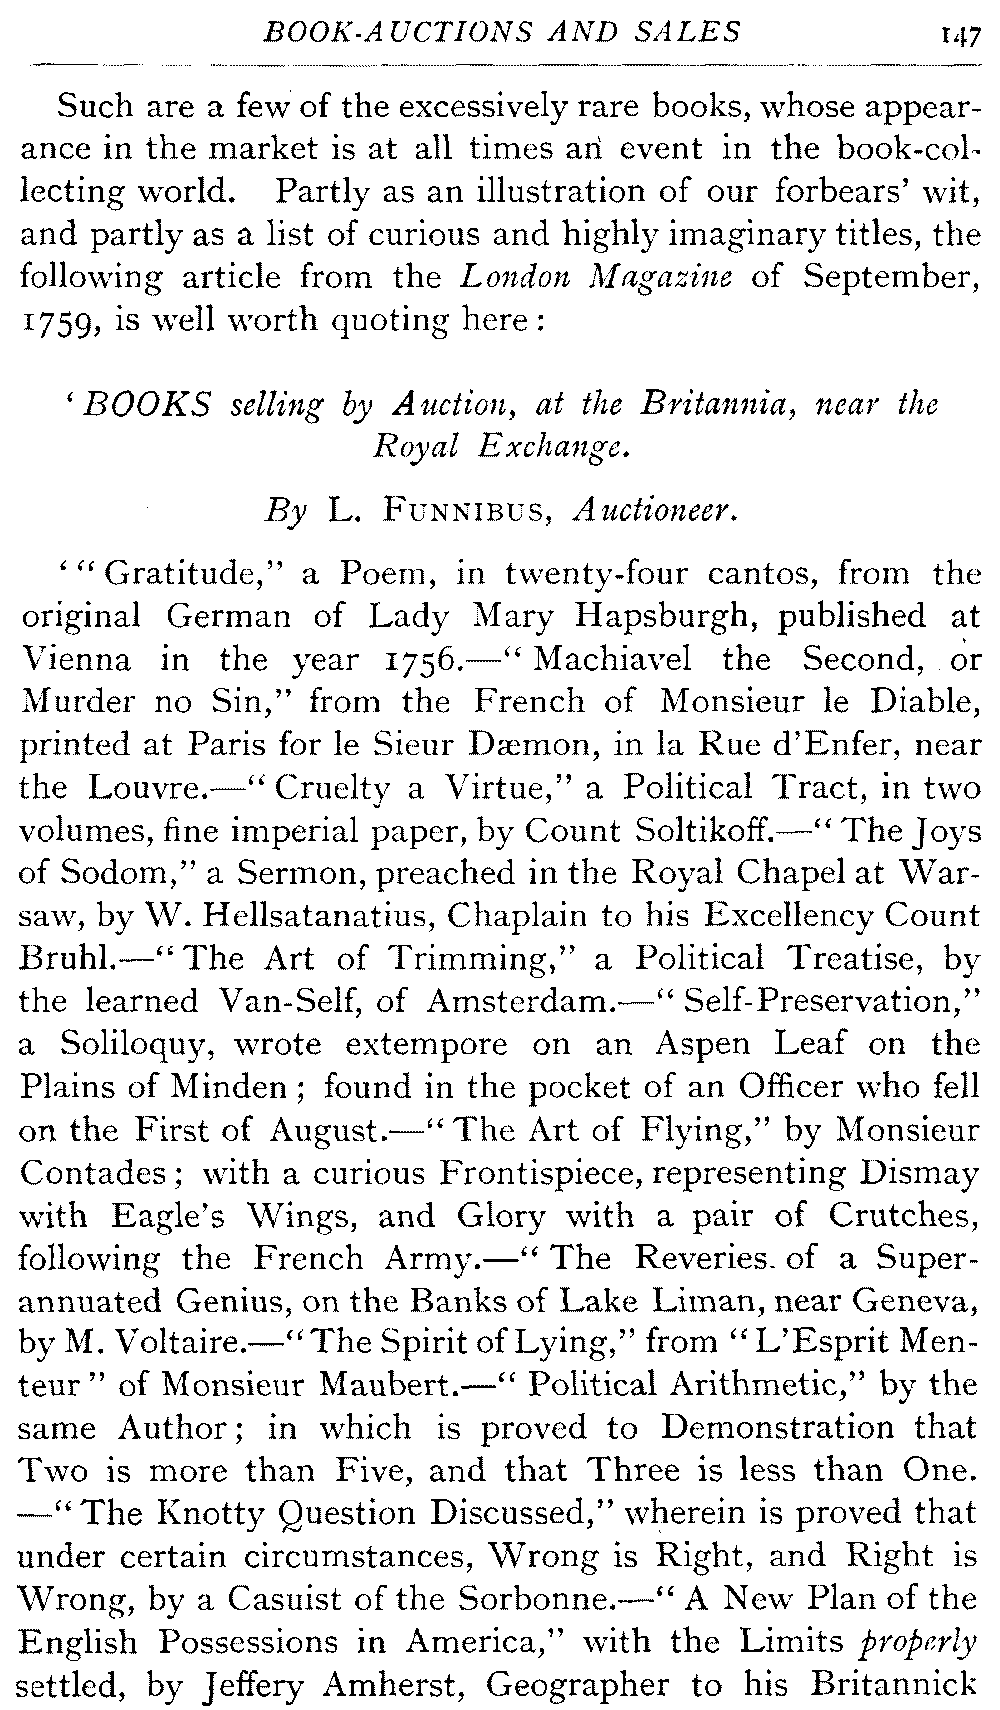 BOOK-AUCTIONS AND SALES 147
Such are a few of the excessively rare books, whose appear-
ance in the market is at all times an event in the book-col-
lecting world. Partly as an illustration of our forbears' wit,
and partly as a list of curious and highly imaginary titles, the
following article from the London Magazine of September,
1759, is well worth quoting here :
‘ BOOKS selling by Auction, at the Britannia, near the
Royal Exchange.
By L. FUNNIBUS, Auctioneer.
‘ “ Gratitude,” a Poem, in twenty-four cantos, from the
original German of Lady Mary Hapsburgh, published at
Vienna in the year 1756.—“ Machiavel the Second, or
Murder no Sin,” from the French of Monsieur le Diable,
printed at Paris for le Sieur Dæmon, in la Rue d'Enfer, near
the Louvre.—“ Cruelty a Virtue,” a Political Tract, in two
volumes, fine imperial paper, by Count Soltikoff.—“ The Joys
of Sodom,” a Sermon, preached in the Royal Chapel at War-
saw, by W. Hellsatanatius, Chaplain to his Excellency Count
Bruhl.—“ The Art of Trimming,” a Political Treatise, by
the learned Van-Self, of Amsterdam.—“ Self-Preservation,”
a Soliloquy, wrote extempore on an Aspen Leaf on the
Plains of Minden ; found in the pocket of an Officer who fell
on the First of August.—“ The Art of Flying,” by Monsieur
Contades ; with a curious Frontispiece, representing Dismay
with Eagle's Wings, and Glory with a pair of Crutches,
following the French Army.—“ The Reveries of a Super-
annuated Genius, on the Banks of Lake Liman, near Geneva,
by M. Voltaire.—“ The Spirit of Lying,” from “ L'Esprit Men-
teur ” of Monsieur Maubert.—“ Political Arithmetic,” by the
same Author ; in which is proved to Demonstration that
Two is more than Five, and that Three is less than One.
—“ The Knotty Question Discussed,” wherein is proved that
under certain circumstances, Wrong is Right, and Right is
Wrong, by a Casuist of the Sorbonne.—“ A New Plan of the
English Possessions in America,” with the Limits properly
settled, by Jeffery Amherst, Geographer to his Britannick